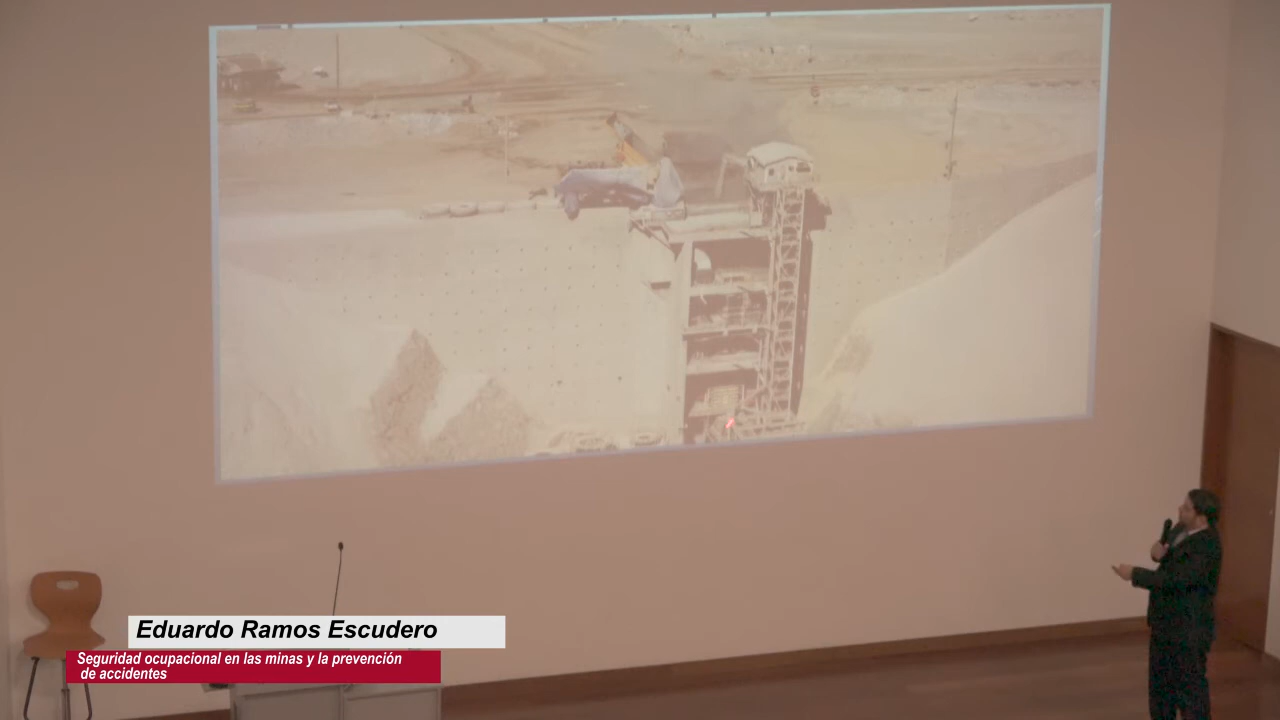 Eduardo Ramos Escudero
Seguridad ocupacional en las minas y la prevención
de accidentes